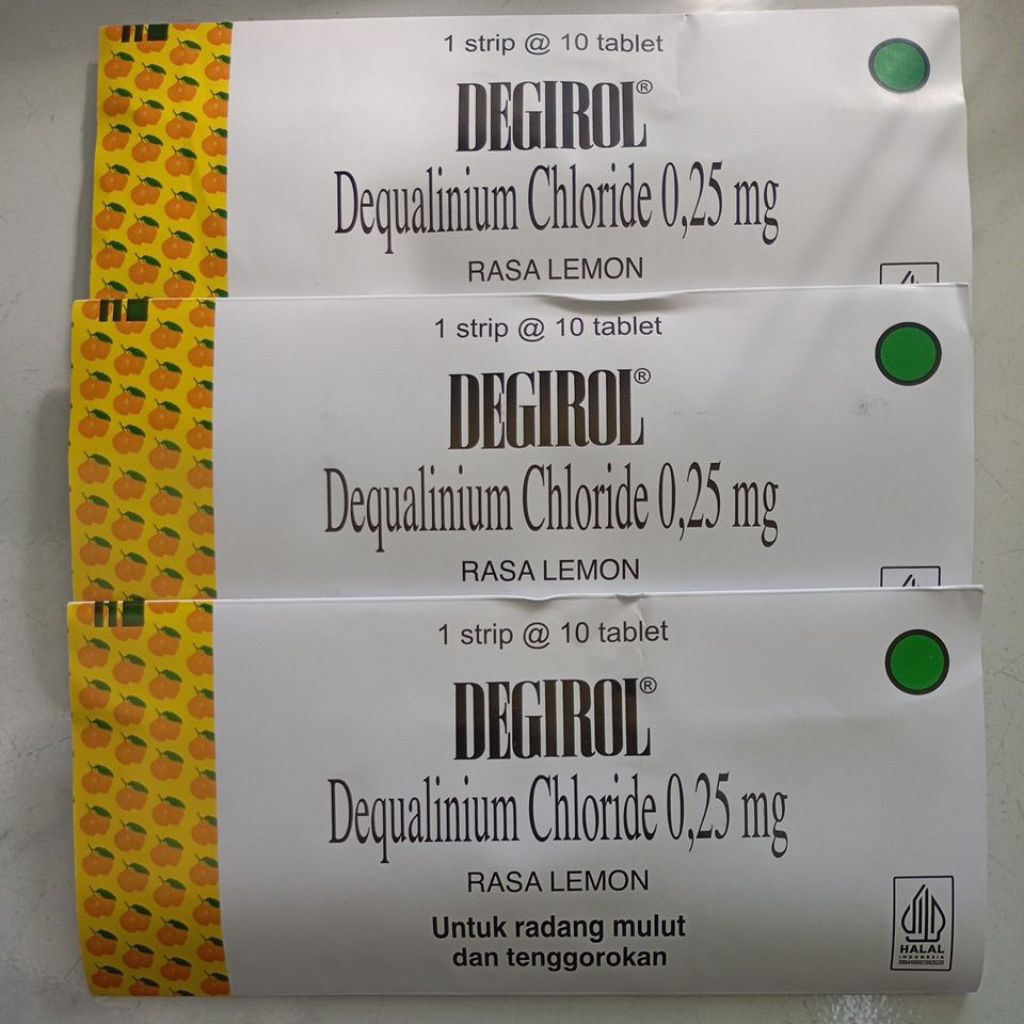 1 strip @ 10 tablet
DEGIROL®
Dequalinium Chloride 0,25 mg
RASA LEMON
1 strip @ 10 tablet
DEGIROL®
Dequalinium Chloride 0,25 mg
RASA LEMON
1 strip @ 10 tablet
DEGIROL®
Dequalinium Chloride 0,25 mg
RASA LEMON
Untuk radang mulut
dan tenggorokan
HALAL
INDONESIA